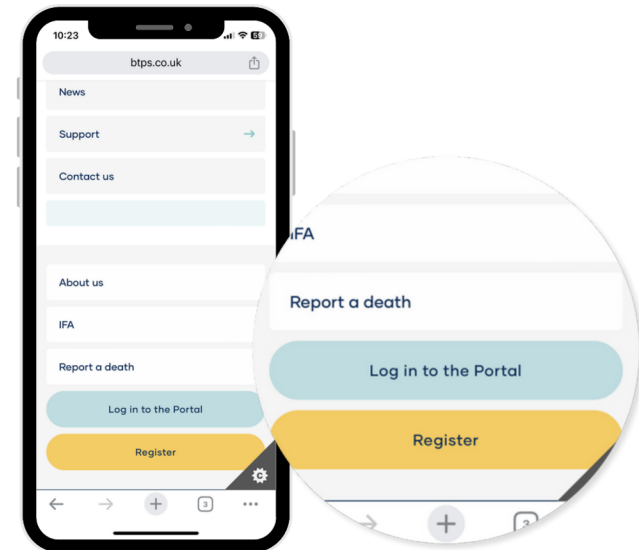 10:23
btps.co.uk
News
Support
Contact us
About us
IFA
Report a death
Log in to the Portal
Register
3
IFA
Report a death
Log in to the Portal
Register